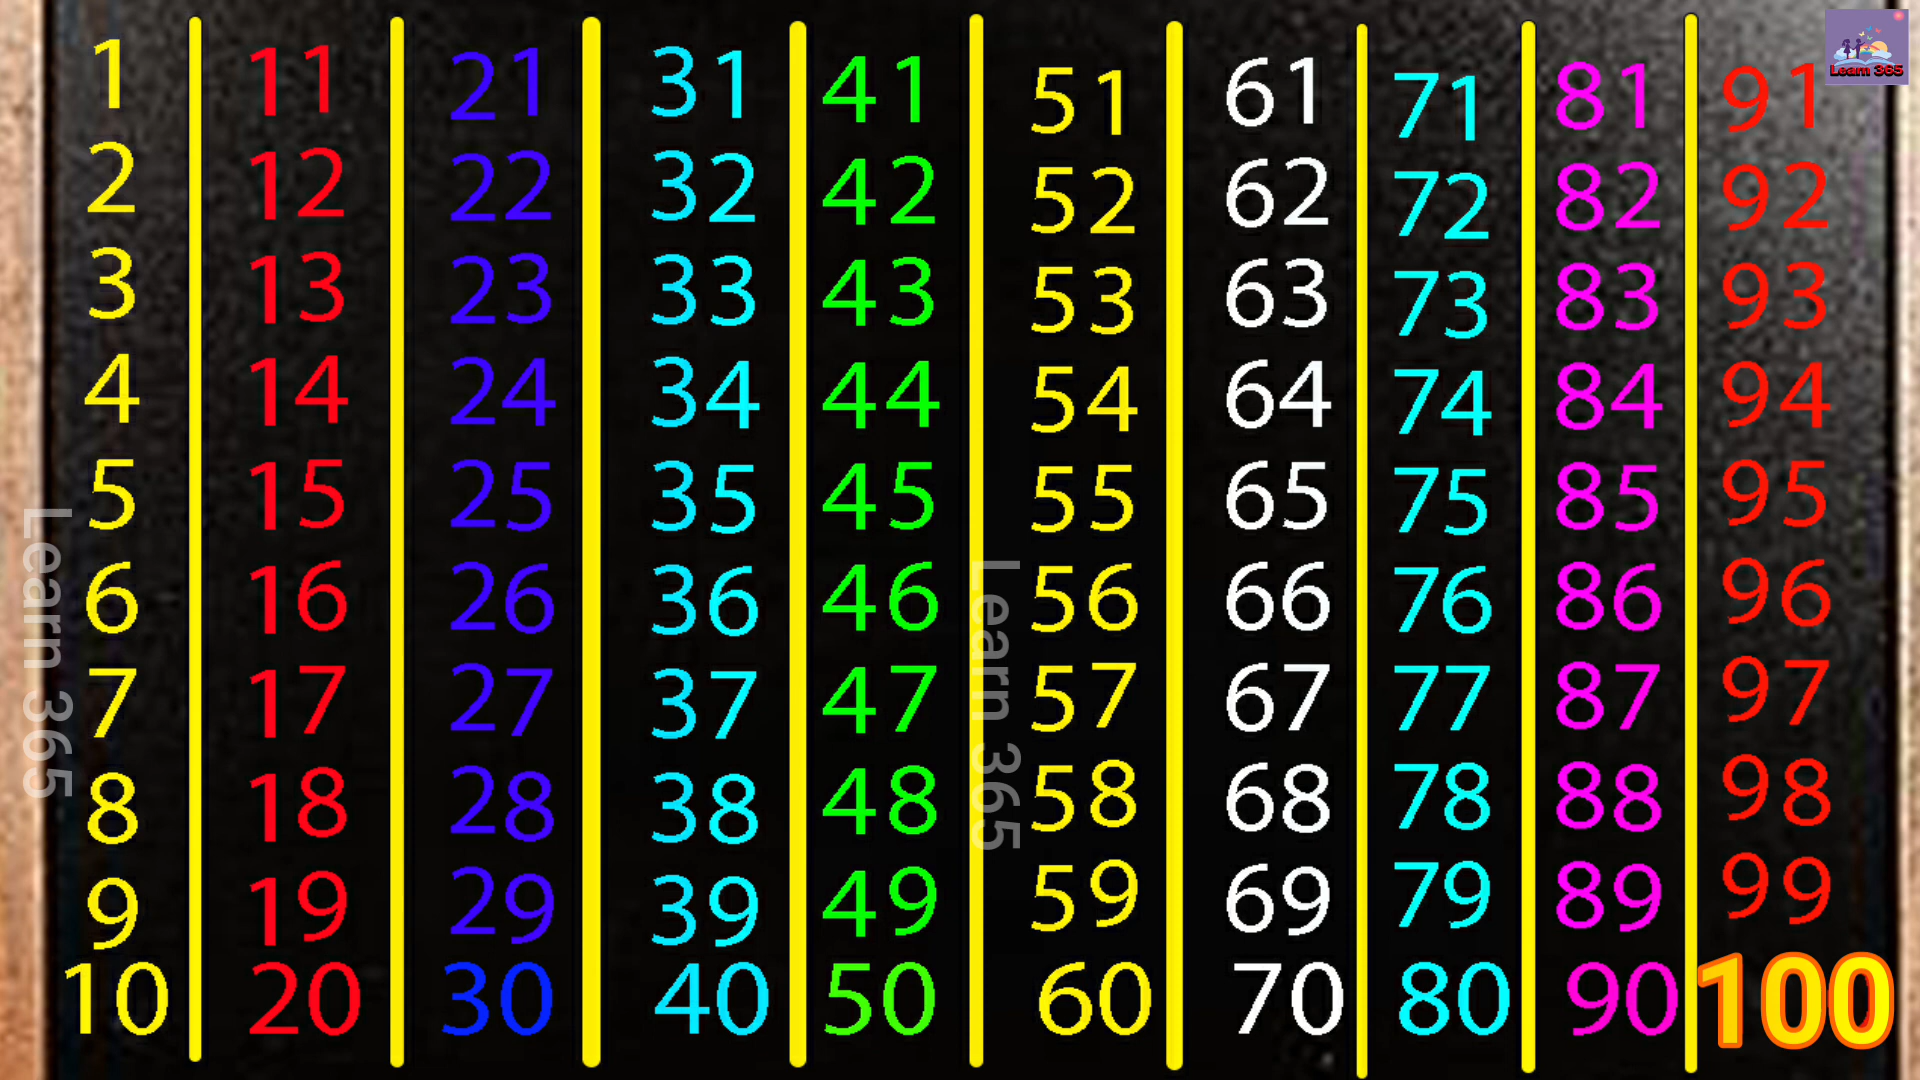 1 11 21 31 41 51 61 71 81 91
2 12 22 32 42 52 62 72 82 92
3 13 23 33 43 53 63 73 83 93
4 14 24 34 44 54 64 74 84 94
5 15 25 35 45 55 65 75 85 95
6 16 26 36 46 56 66 76 86 96
7 17 27 37 47 57 67 77 87 97
8 18 28 38 48 58 68 78 88 98
9 19 29 39 49 59 69 79 89 99
10 20 30 40 50 60 70 80 90 100
Learn 365
Learn 365
Learn 365